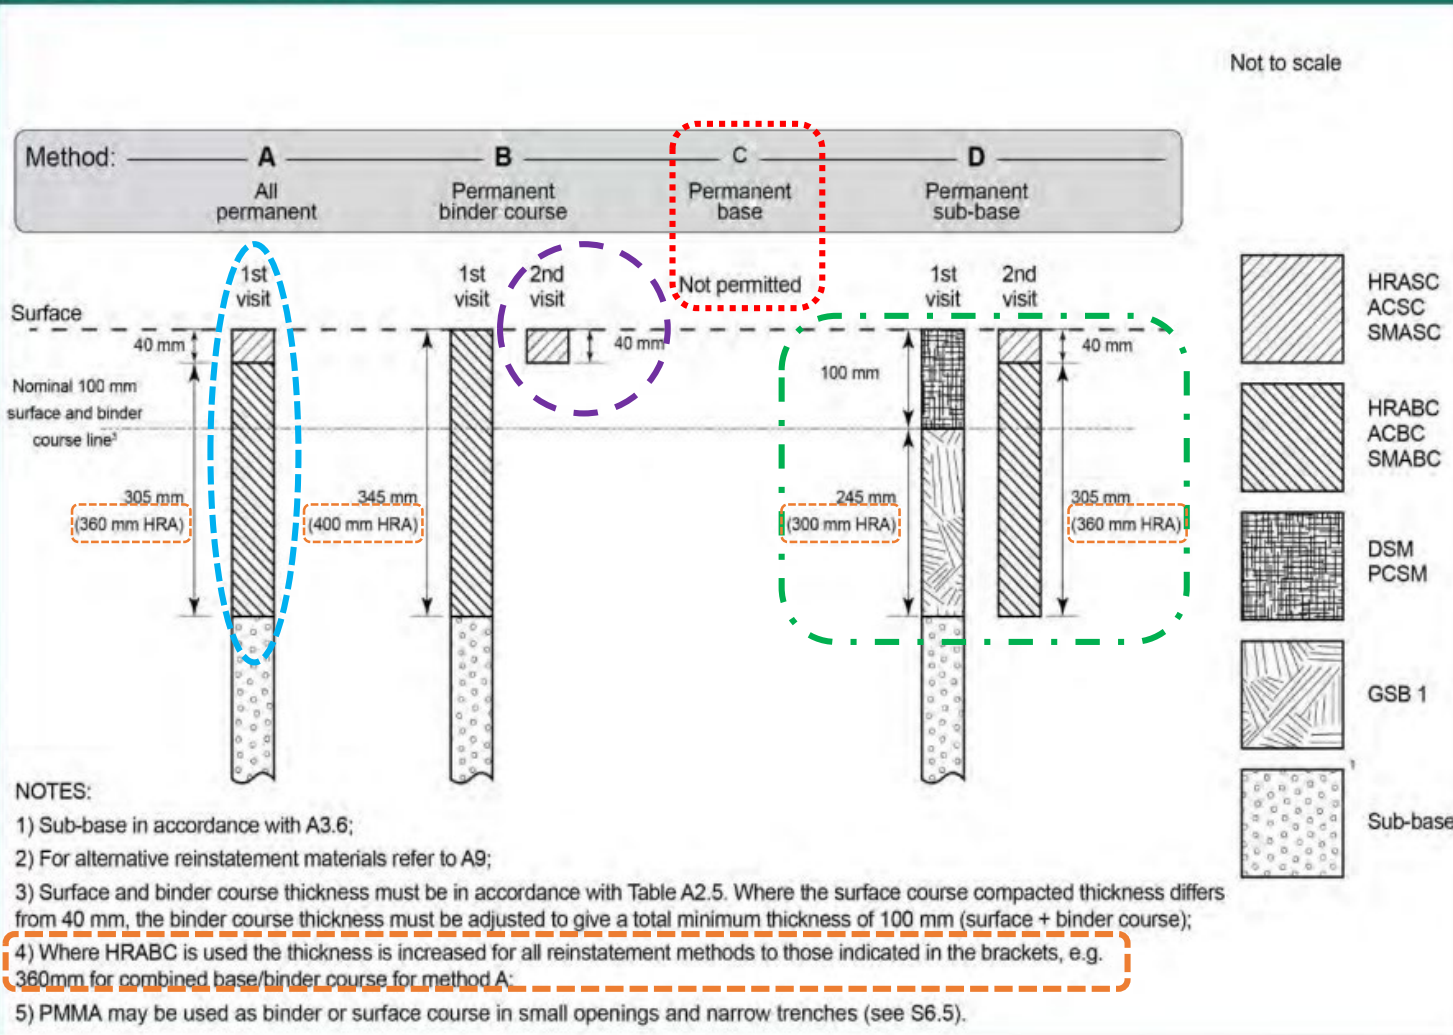 Not to scale
Method: A B C D
All permanent
Permanent binder course
Permanent base
Permanent sub-base
1st visit
1st visit
2nd visit
Not permitted
1st visit
2nd visit
Surface
40 mm
40 mm
100 mm
40 mm
Nominal 100 mm
surface and binder
course line³
305 mm
(360 mm HRA)
345 mm
(400 mm HRA)
245 mm
(300 mm HRA)
305 mm
(360 mm HRA)
HRASC
ACSC
SMASC
HRABC
ACBC
SMABC
DSM
PCSM
GSB 1
Sub-base
1
NOTES:
1) Sub-base in accordance with A3.6;
2) For alternative reinstatement materials refer to A9;
3) Surface and binder course thickness must be in accordance with Table A2.5. Where the surface course compacted thickness differs
from 40 mm, the binder course thickness must be adjusted to give a total minimum thickness of 100 mm (surface + binder course);
4) Where HRABC is used the thickness is increased for all reinstatement methods to those indicated in the brackets, e.g.
360mm for combined base/binder course for method A;
5) PMMA may be used as binder or surface course in small openings and narrow trenches (see S6.5).